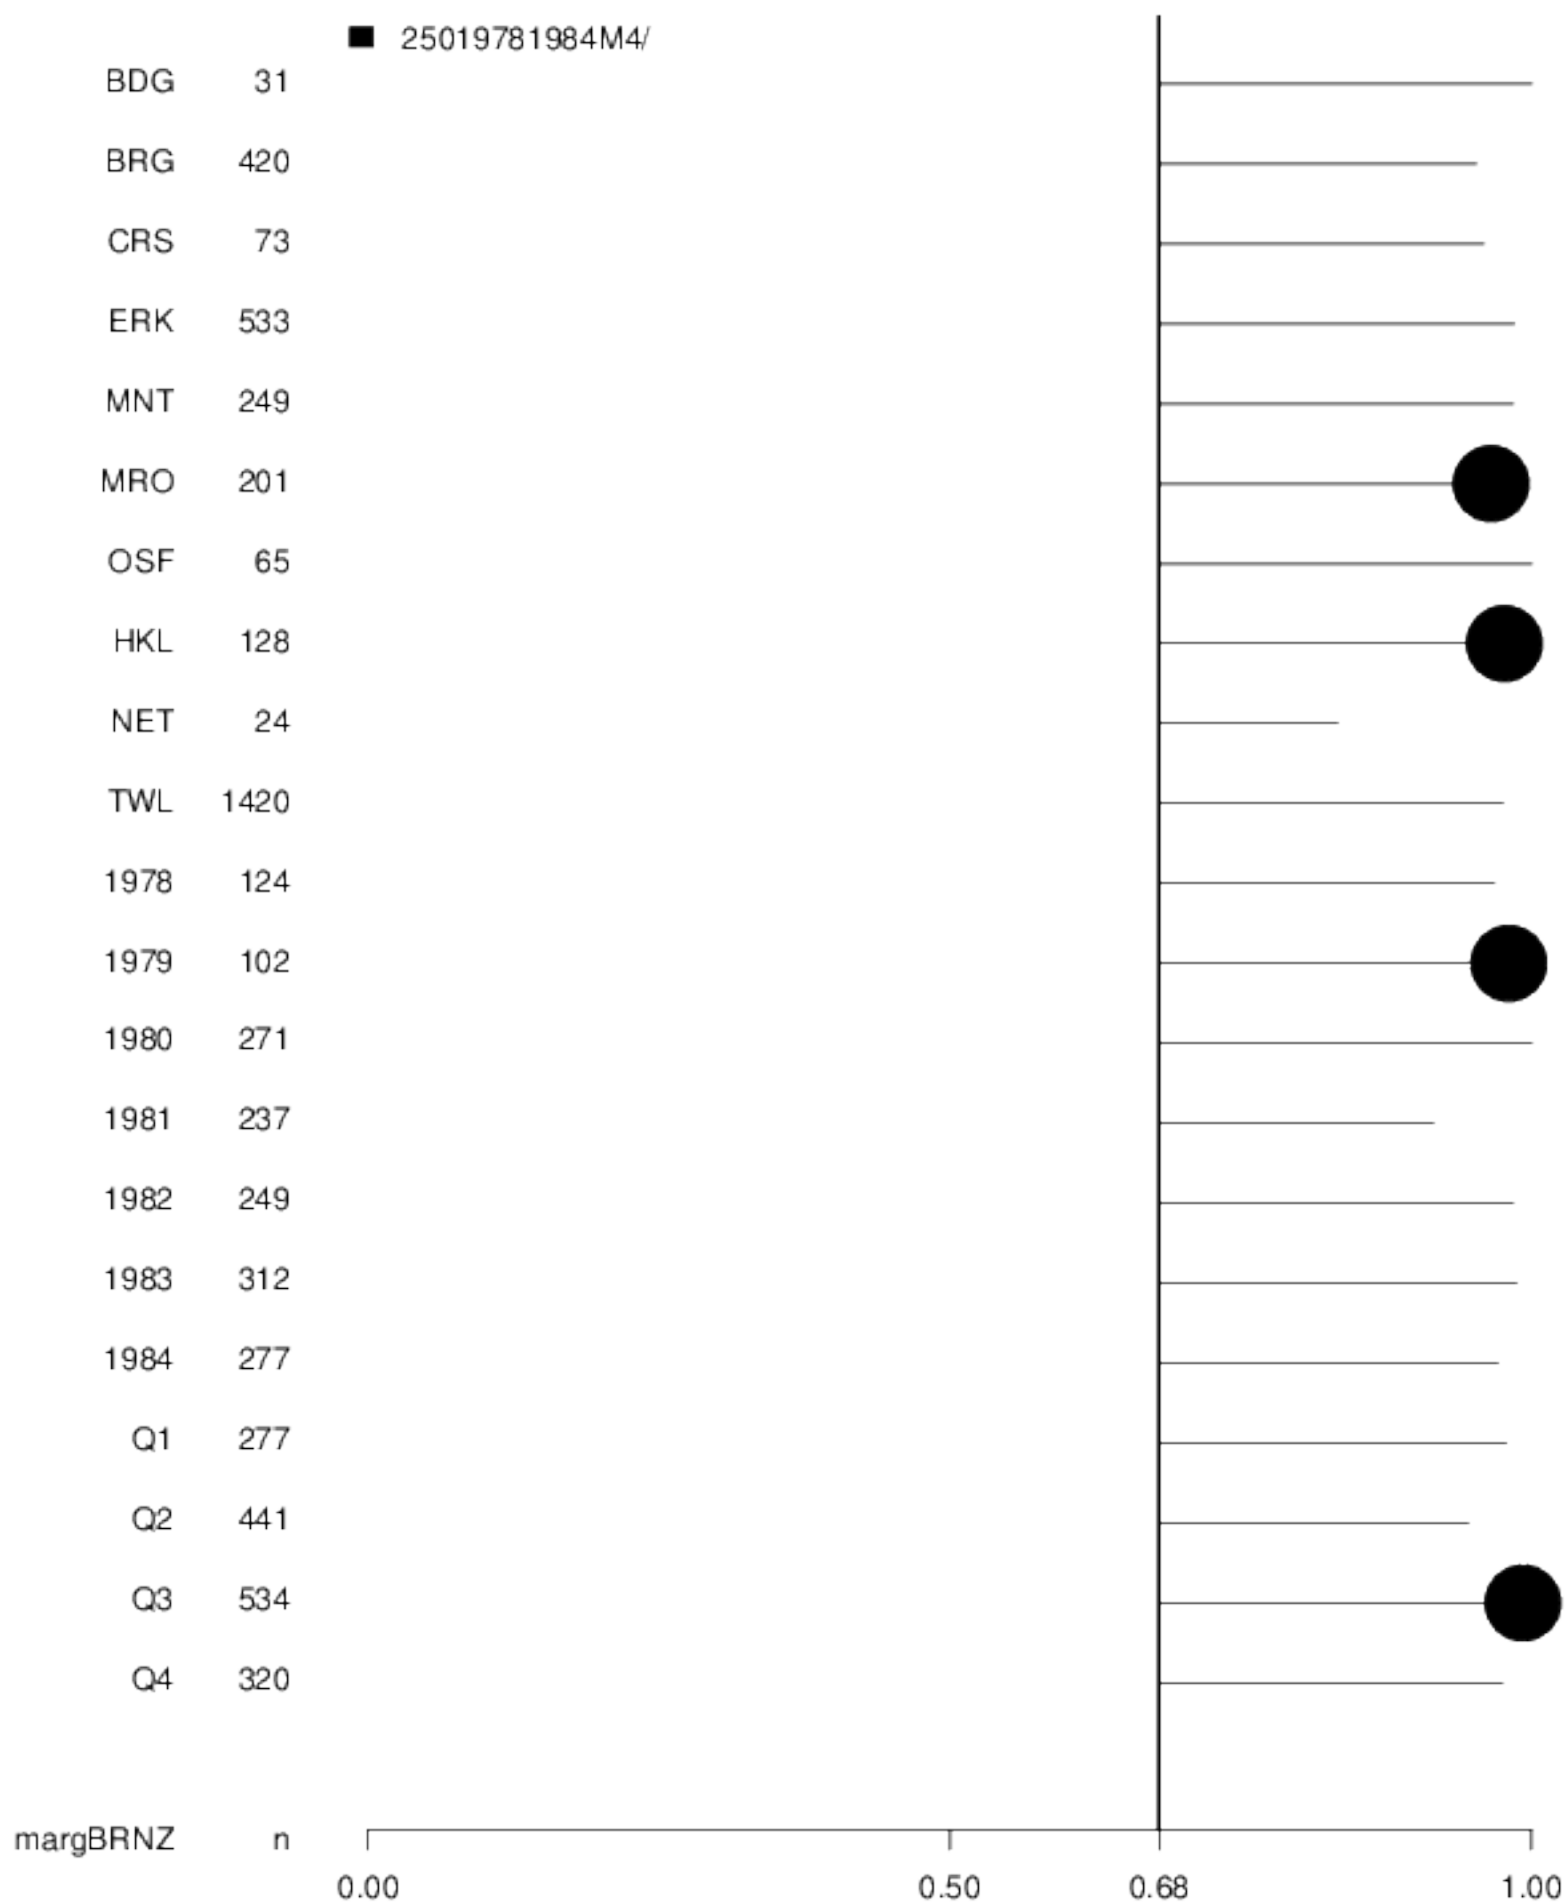 25019781984M4/
BDG 31
BRG 420
CRS 73
ERK 533
MNT 249
MRO 201
OSF 65
HKL 128
NET 24
TWL 1420
1978 124
1979 102
1980 271
1981 237
1982 249
1983 312
1984 277
Q1 277
Q2 441
Q3 534
Q4 320
margBRNZ n
0.00 0.50 0.68 1.00